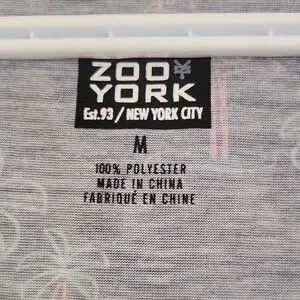 ZOO
YORK
Est.93 / NEW YORK CITY
M
100% POLYESTER
MADE IN CHINA
FABRIQUÉ EN CHINE